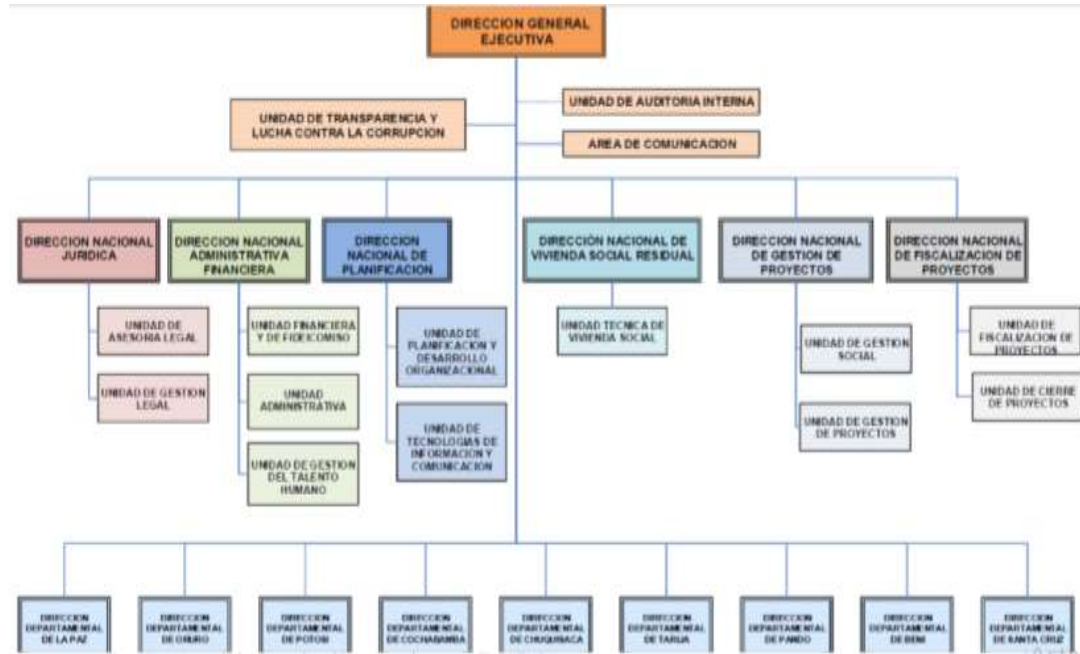 DIRECCION GENERAL
EJECUTIVA
UNIDAD DE AUDITORIA INTERNA
UNIDAD DE TRANSPARENCIA Y
LUCHA CONTRA LA CORRUPCION
AREA DE COMUNICACION
DIRECCION NACIONAL
JURIDICA
DIRECCION NACIONAL
ADMINISTRATIVA
FINANCIERA
DIRECCION
NACIONAL DE
PLANIFICACION
DIRECCIÓN NACIONAL DE
VIVIENDA SOCIAL RESIDUAL
DIRECCION NACIONAL
DE GESTION DE
PROYECTOS
DIRECCION NACIONAL
DE FISCALIZACION DE
PROYECTOS
UNIDAD DE
ASESORIA LEGAL
UNIDAD DE GESTION
LEGAL
UNIDAD FINANCIERA
Y DE FIDEICOMISO
UNIDAD
ADMINISTRATIVA
UNIDAD DE GESTION
DEL TALENTO
HUMANO
UNIDAD DE
PLANIFICACION Y
DESARROLLO
ORGANIZACIONAL
UNIDAD DE
TECNOLOGIAS DE
INFORMACION Y
COMUNICACION
UNIDAD TECNICA DE
VIVIENDA SOCIAL
UNIDAD DE GESTION
SOCIAL
UNIDAD DE GESTION
DE PROYECTOS
UNIDAD DE
FISCALIZACION DE
PROYECTOS
UNIDAD DE CIERRE
DE PROYECTOS
DIRECCION
DEPARTAMENTAL
DE LA PAZ
DIRECCION
DEPARTAMENTAL
DE ORURO
DIRECCION
DEPARTAMENTAL
DE POTOSI
DIRECCION
DEPARTAMENTAL
DE COCHABAMBA
DIRECCION
DEPARTAMENTAL
DE CHUQUISACA
DIRECCION
DEPARTAMENTAL
DE TARIJA
DIRECCION
DEPARTAMENTAL
DE PANDO
DIRECCION
DEPARTAMENTAL
DE BENI
DIRECCION
DEPARTAMENTAL
DE SANTA CRUZ